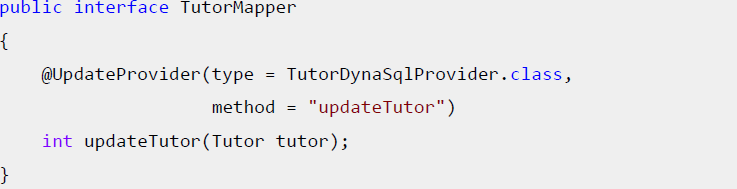 public interface TutorMapper
{
    @UpdateProvider(type = TutorDynaSqlProvider.class,
                    method = "updateTutor")
    int updateTutor(Tutor tutor);
}